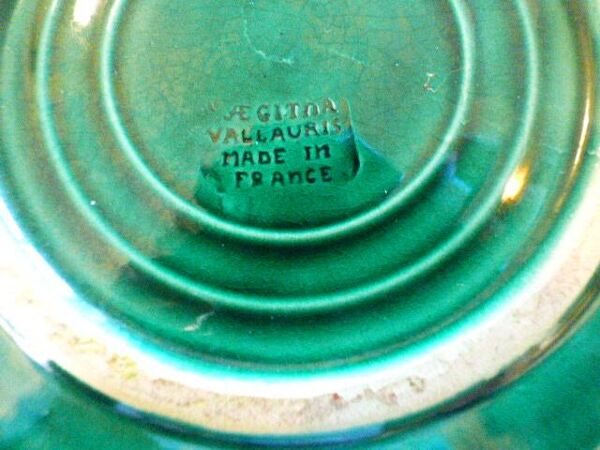 ÆGITNA
VALLAURIS
MADE IN
FRANCE